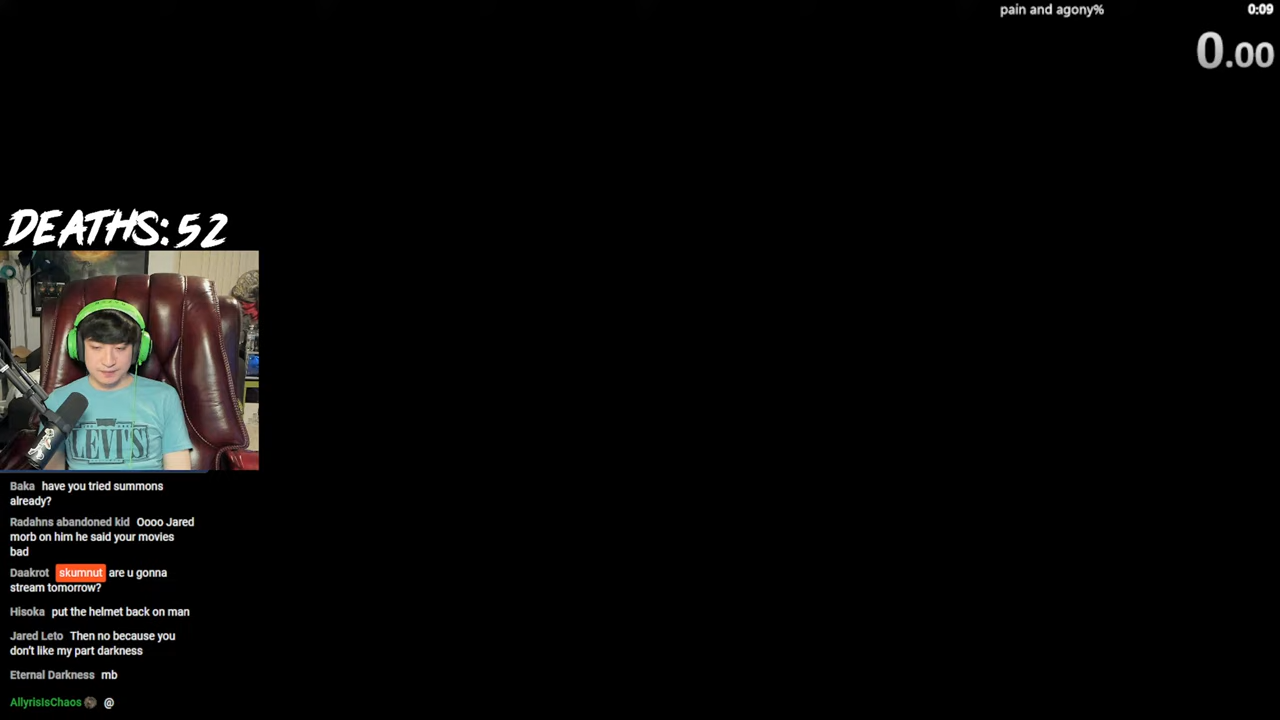 pain and agony%
0:09
0.00
DEATHS: 52
LEVI'S
Baka have you tried summons
already?
Radahns abandoned kid Oooo Jared
morb on him he said your movies
bad
Daakrot skumnut are u gonna
stream tomorrow?
Hisoka put the helmet back on man
Jared Leto Then no because you
don't like my part darkness
Eternal Darkness mb
AllyrisIsChaos @